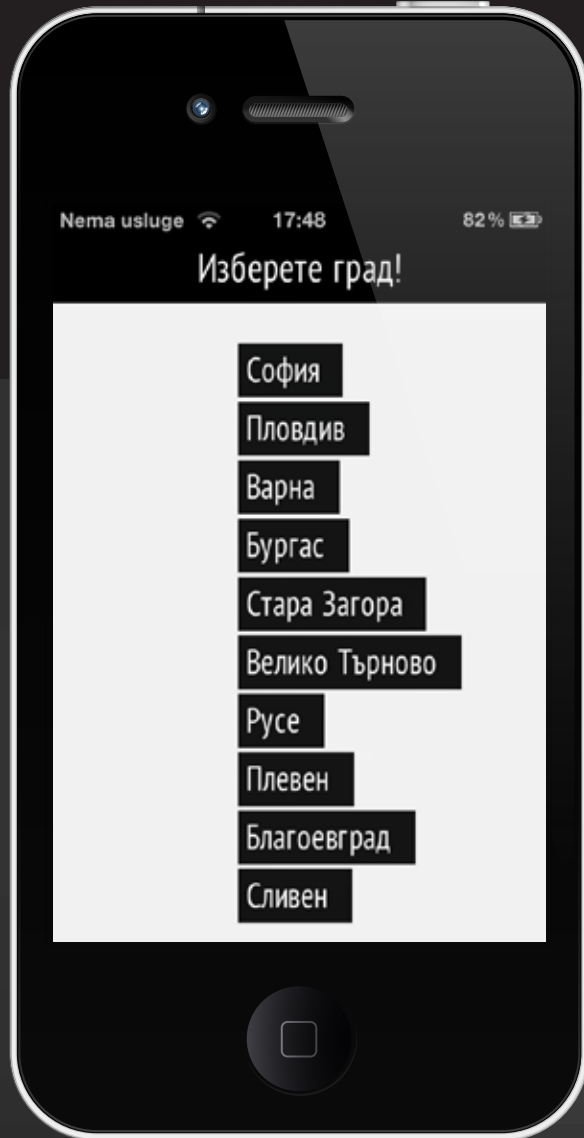 Nema usluge 17:48 82%
Изберете град!
София
Пловдив
Варна
Бургас
Стара Загора
Велико Търново
Русе
Плевен
Благоевград
Сливен